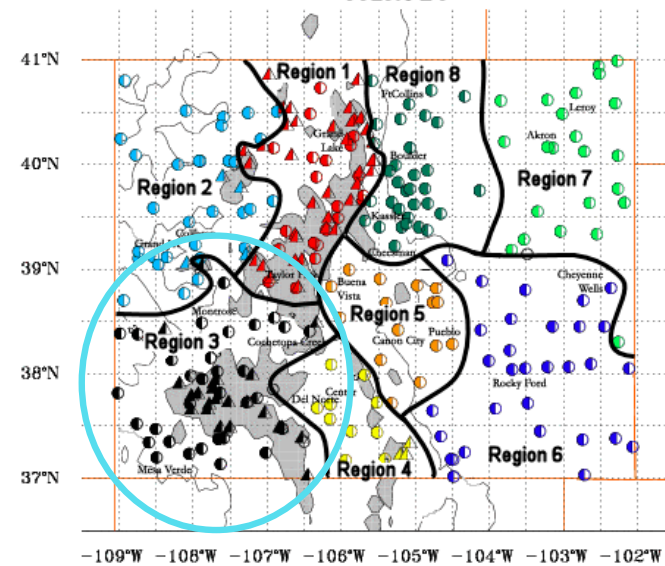 41°N
Region 1
Region 8
FtCollins
Leroy
Grand
Lake
Akron
40°N
Boulder
Region 2
Region 7
Kassler
Grand
Cheesman
39°N
Taylor
Buena
Vista
Cheyenne
Wells
Montrose
Region 5
Region 3
Cochetopa Creek
Canon City
Pueblo
38°N
Rocky Ford
Del Norte
Center
Mesa Verde
Region 4
Region 6
37°N
-109°W -108°W -107°W -106°W -105°W -104°W -103°W -102°W